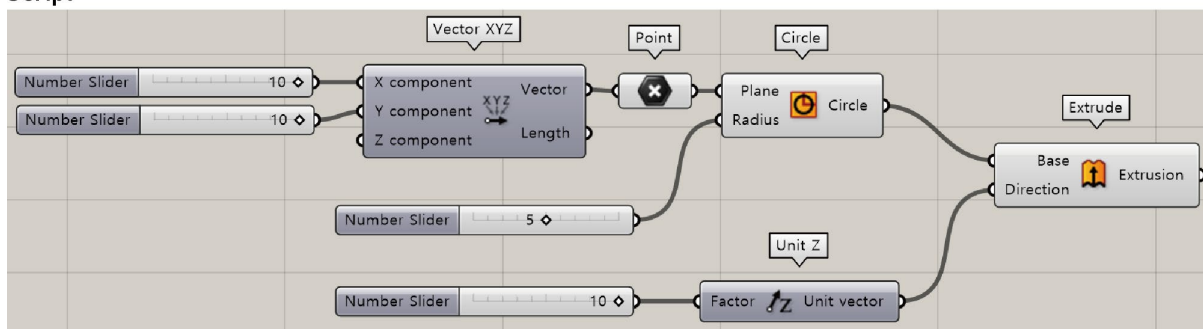 Vector XYZ
Point
Circle
Number Slider 10
X component
Vector
Plane
Circle
Number Slider 10
Y component
XYZ
Radius
Z component
Length
Extrude
Base
Extrusion
Direction
Number Slider 5
Unit Z
Number Slider 10
Factor
Z
Unit vector